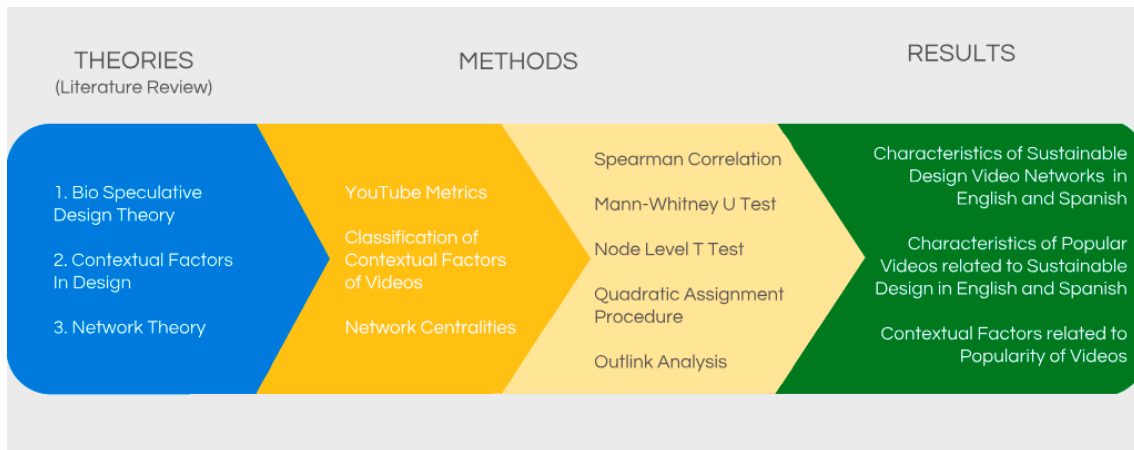 THEORIES
(Literature Review)
METHODS
RESULTS
1. Bio Speculative
Design Theory
2. Contextual Factors
In Design
3. Network Theory
YouTube Metrics
Classification of
Contextual Factors
of Videos
Network Centralities
Spearman Correlation
Mann-Whitney U Test
Node Level T Test
Quadratic Assignment
Procedure
Outlink Analysis
Characteristics of Sustainable
Design Video Networks in
English and Spanish
Characteristics of Popular
Videos related to Sustainable
Design in English and Spanish
Contextual Factors related to
Popularity of Videos